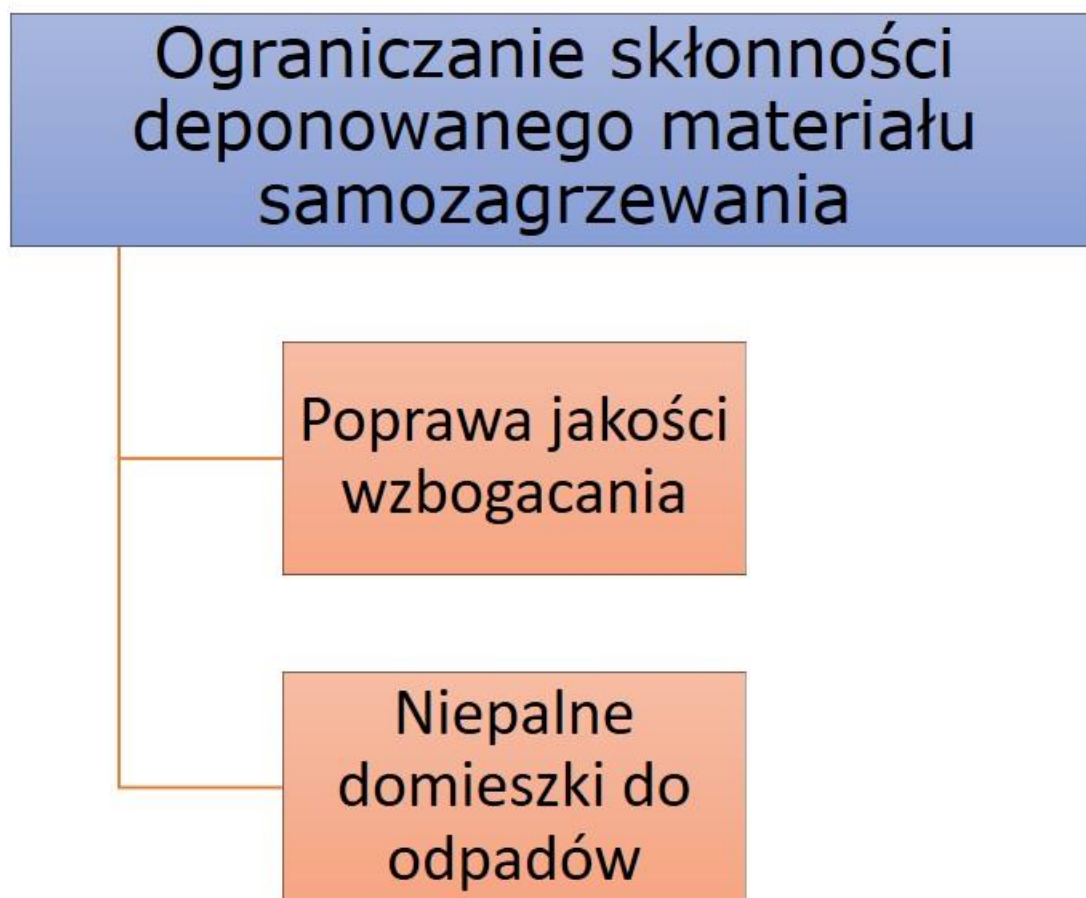 Ograniczanie skłonności
deponowanego materiału
samozagrzewania
Poprawa jakości
wzbogacania
Niepalne
domieszki do
odpadów